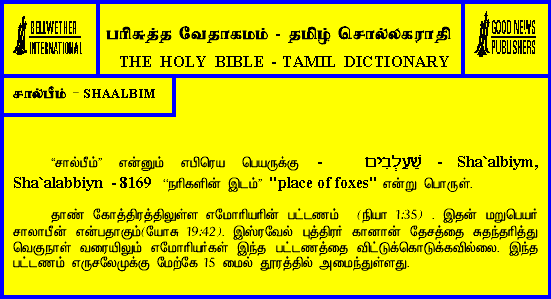 BELLWETHER
INTERNATIONAL
பரிசுத்த வேதாகமம் - தமிழ் சொல்லகராதி
THE HOLY BIBLE - TAMIL DICTIONARY
GOOD NEWS
PUBLISHERS
சால்பீம் - SHAALBIM
“சால்பீம்” என்னும் எபிரெய பெயருக்கு - שַׁעֲלְבִים - Sha`albiym,
Sha`alabbiyn - 8169 “நரிகளின் இடம்” "place of foxes" என்று பொருள்.
தாண் கோத்திரத்திலுள்ள எமோரியரின் பட்டணம் (நியா 1:35) . இதன் மறுபெயர்
சாலாபீன் என்பதாகும்(யோசு 19:42). இஸ்ரவேல் புத்திரர் கானான் தேசத்தை சுதந்தரித்து
வெகுநாள் வரையிலும் எமோரியர்கள் இந்த பட்டணத்தை விட்டுக்கொடுக்கவில்லை. இந்த
பட்டணம் எருசலேமுக்கு மேற்கே 15 மைல் தூரத்தில் அமைந்துள்ளது.